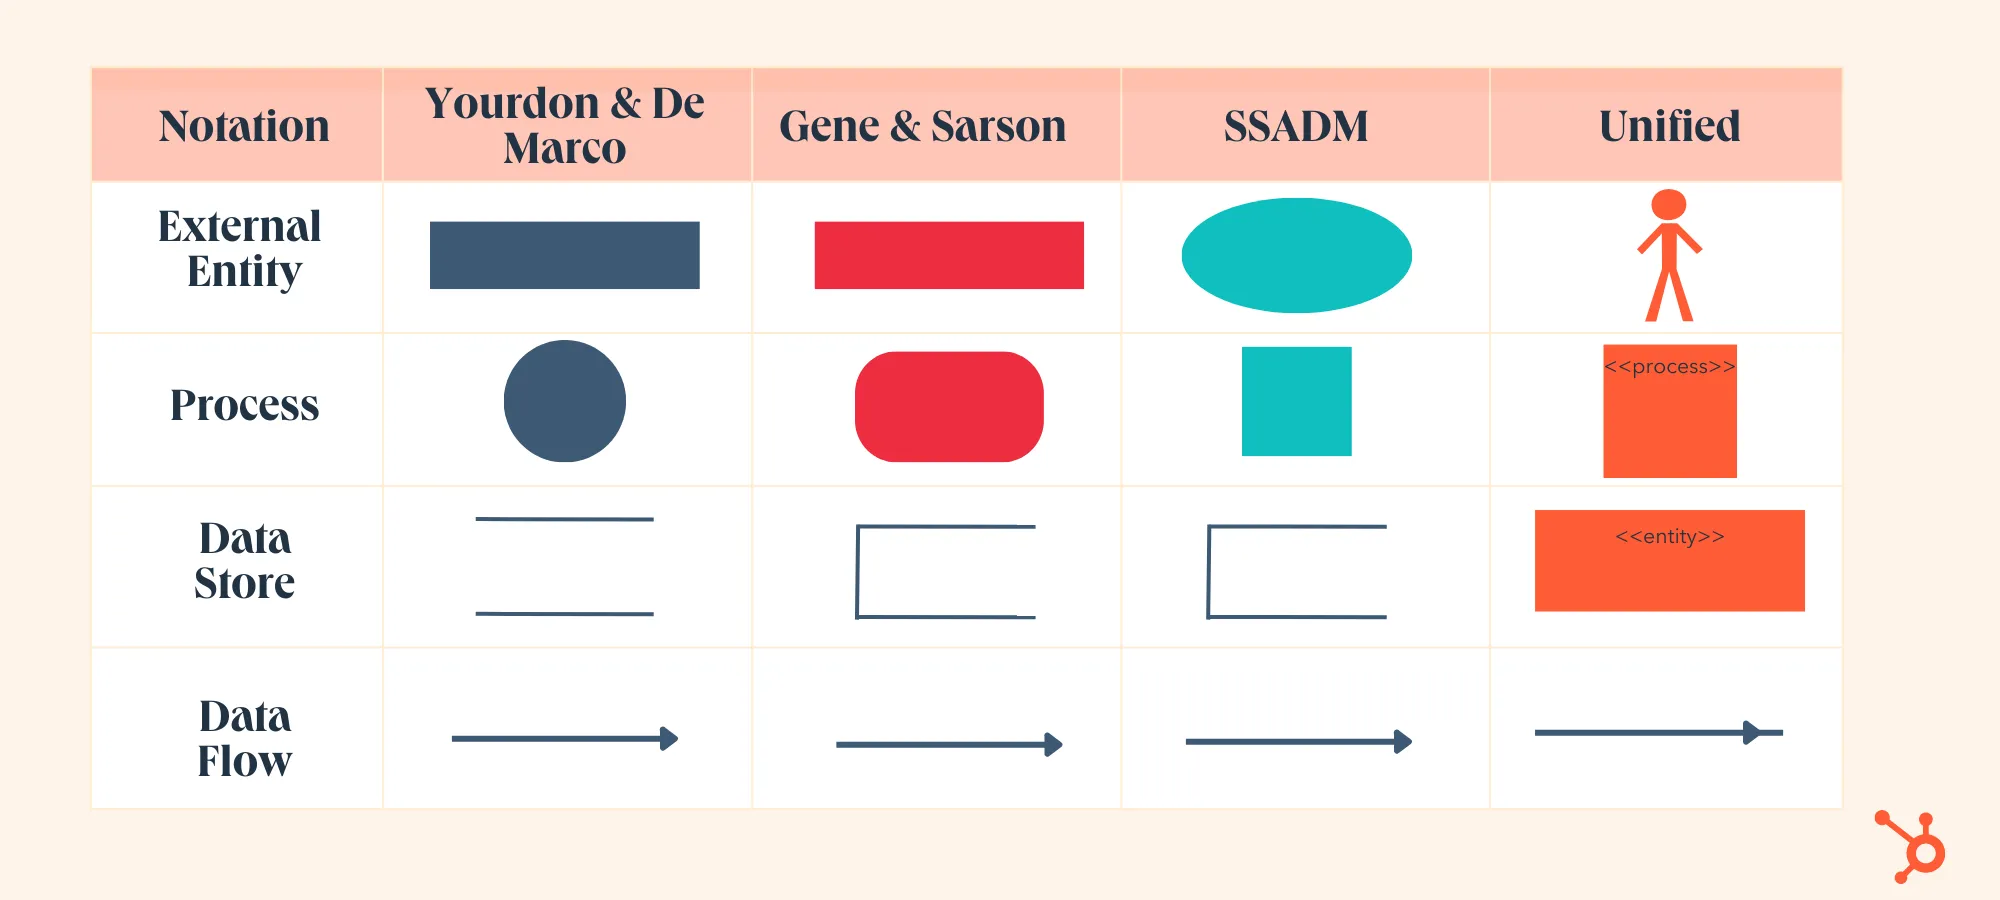 Notation
Yourdon & De
Marco
Gene & Sarson
SSADM
Unified
External
Entity
Process
<<process>>
Data
Store
<<entity>>
Data
Flow